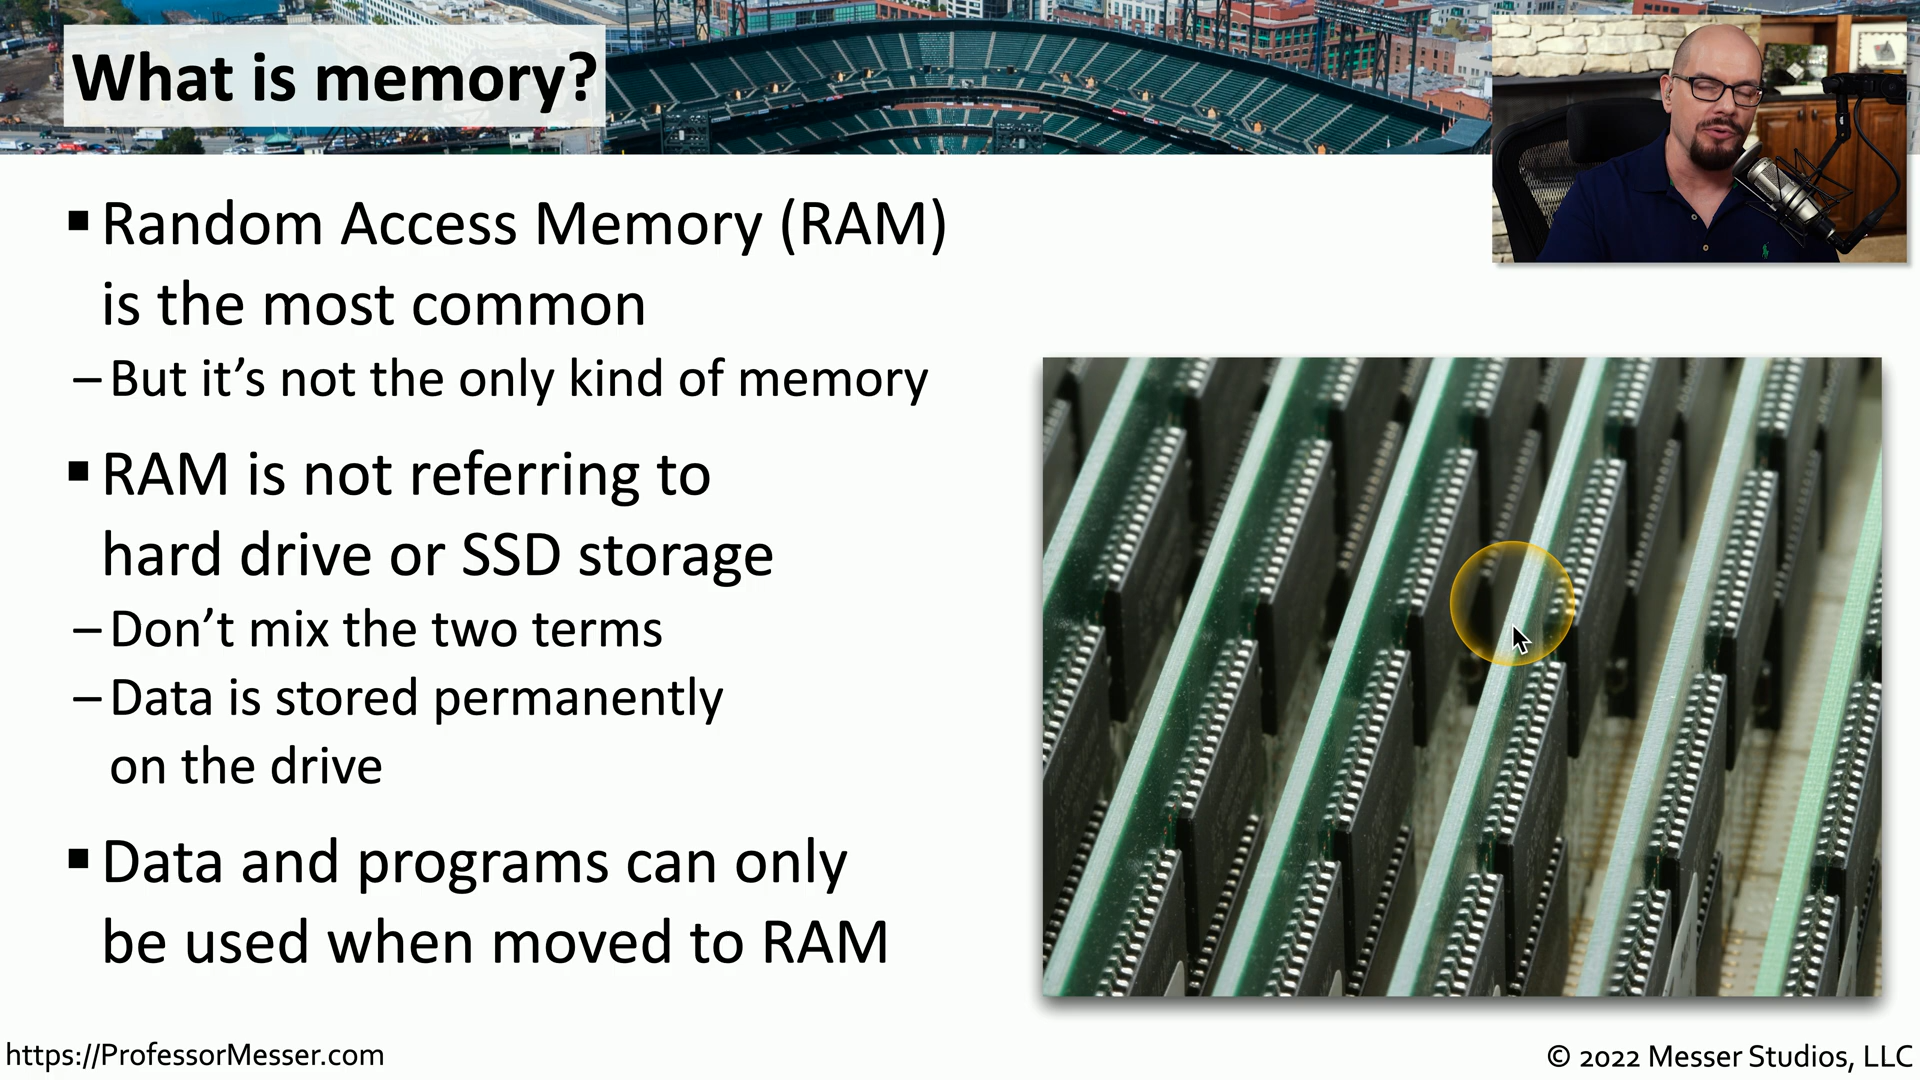 What is memory?
▪ Random Access Memory (RAM)
is the most common
– But it’s not the only kind of memory
▪ RAM is not referring to
hard drive or SSD storage
– Don’t mix the two terms
– Data is stored permanently
on the drive
▪ Data and programs can only
be used when moved to RAM
https://ProfessorMesser.com
© 2022 Messer Studios, LLC